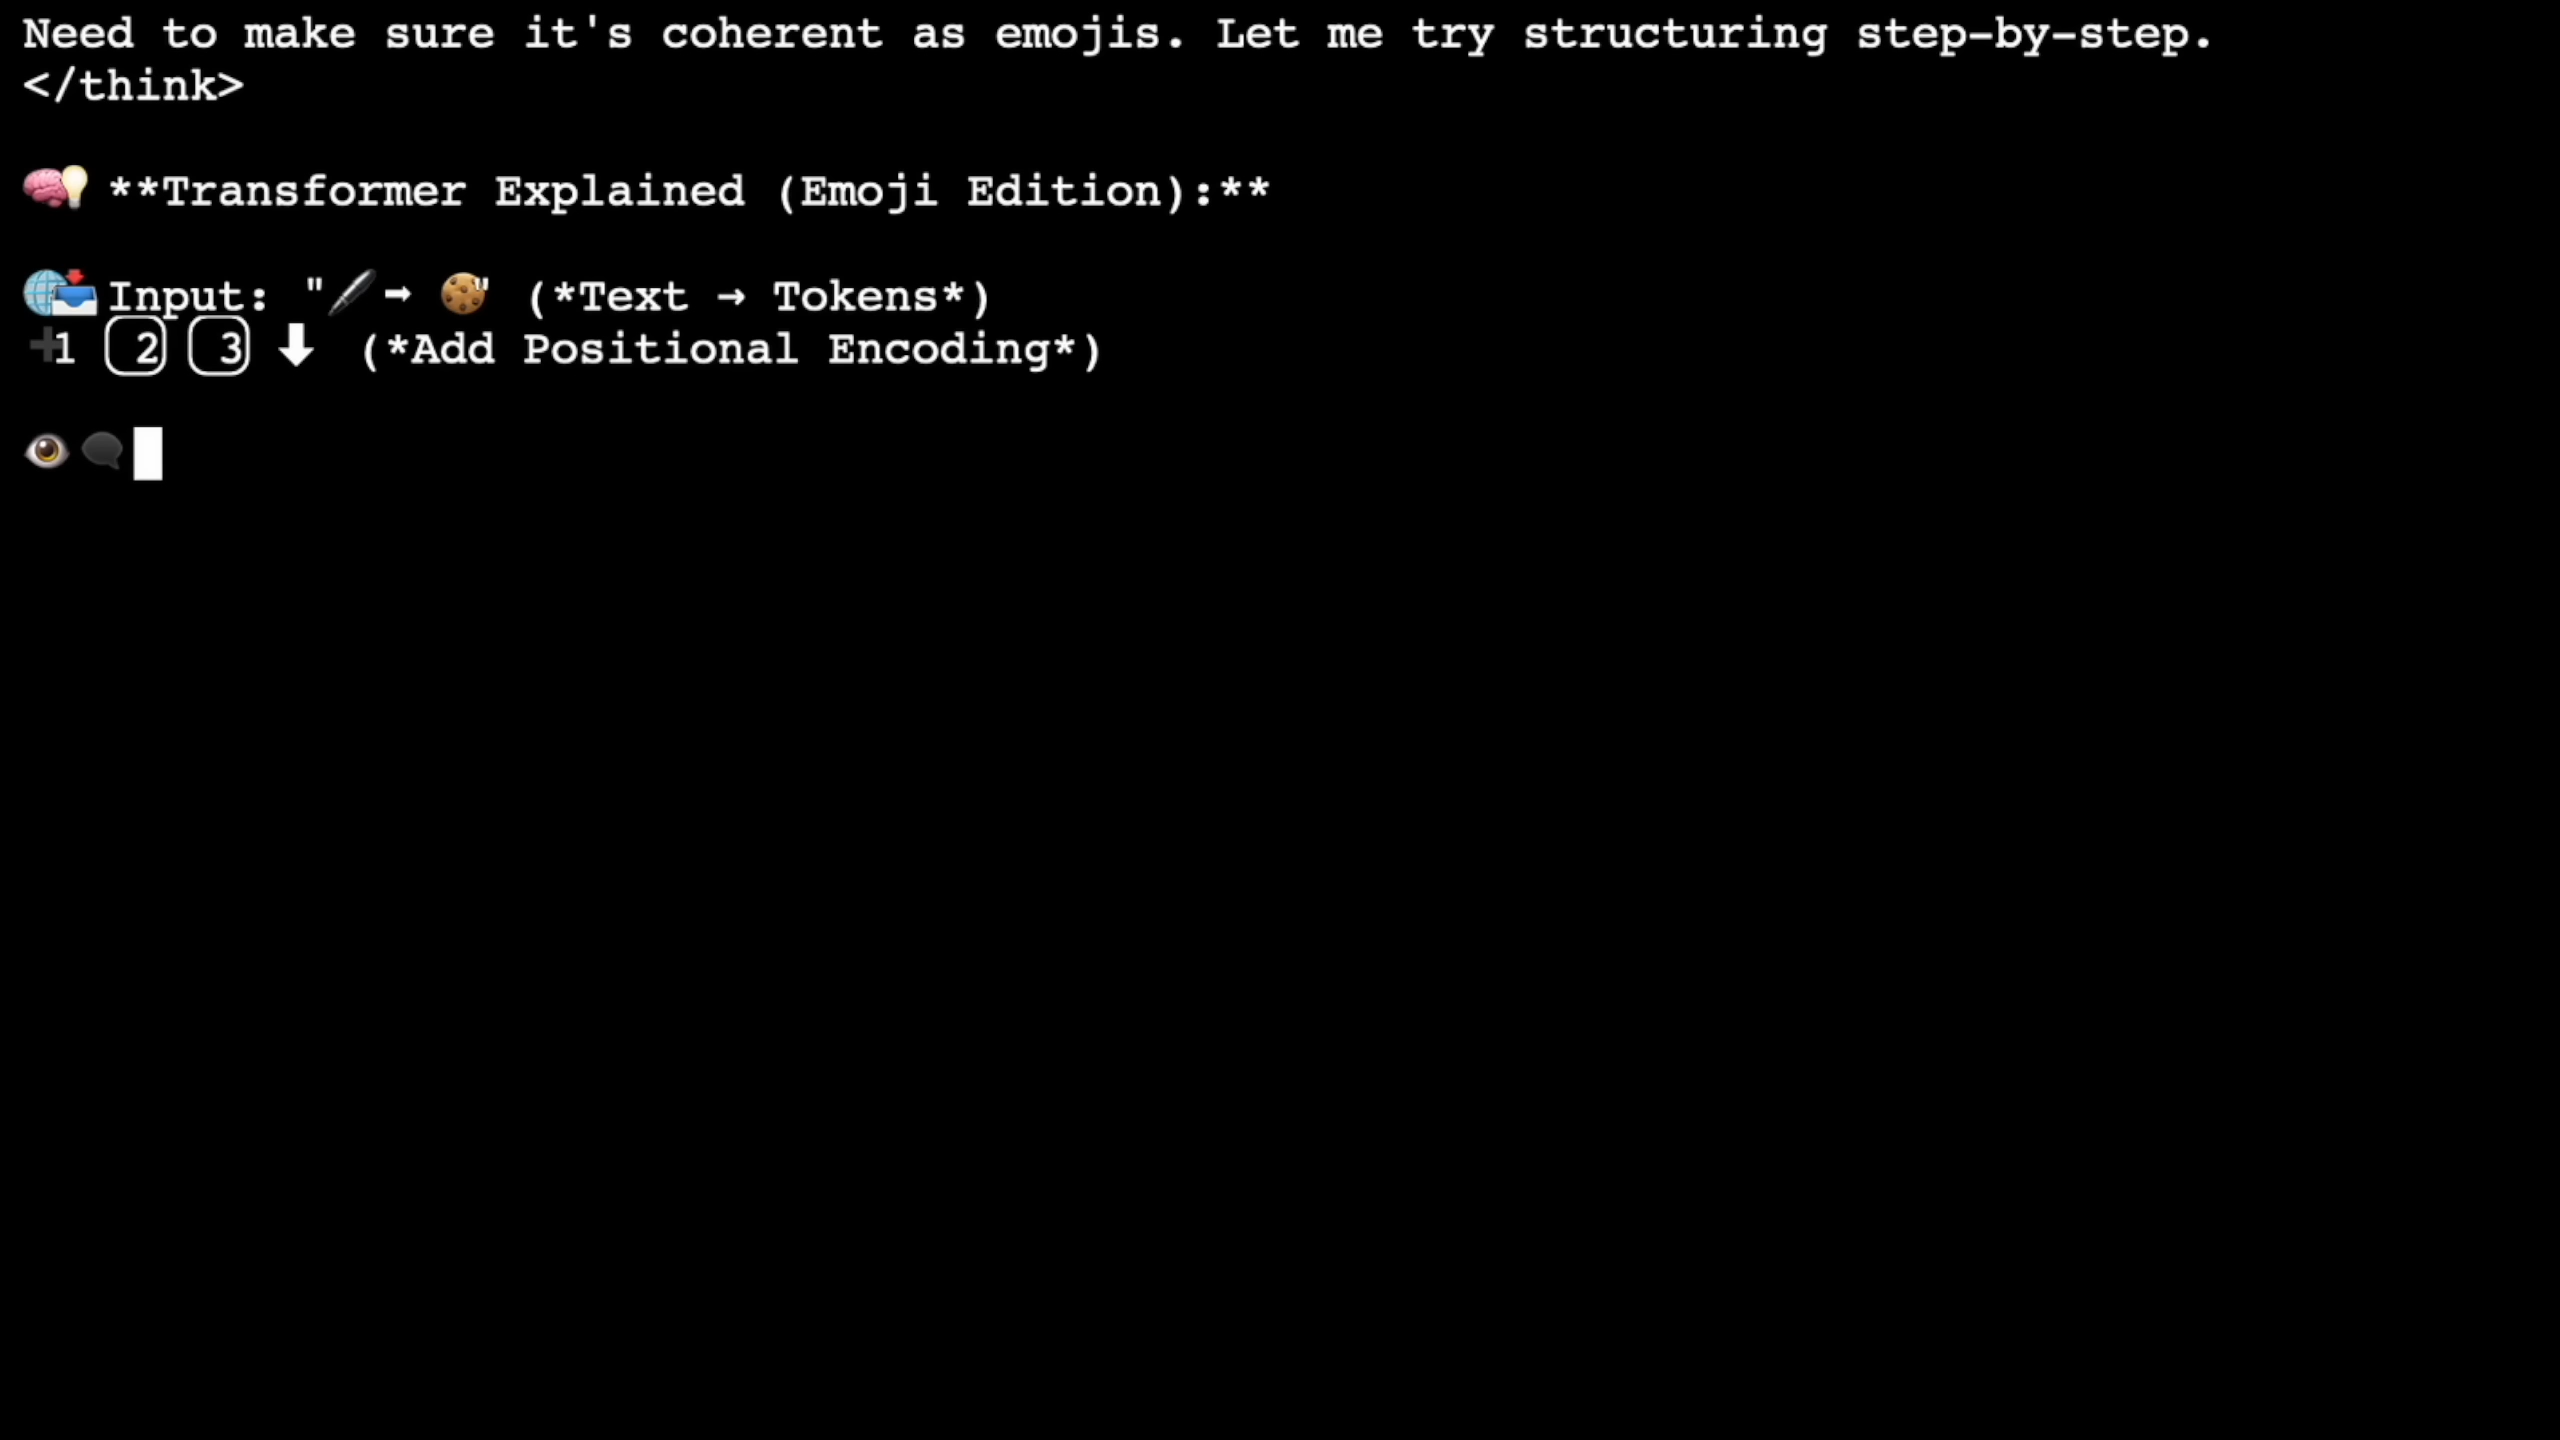 Need to make sure it's coherent as emojis. Let me try structuring step-by-step.
</think>
🧠💡 **Transformer Explained (Emoji Edition):**
🌐📥 Input: "🖋️➡️ 🍪" (*Text → Tokens*)
➕1️⃣ 2️⃣ 3️⃣ ⬇️ (*Add Positional Encoding*)
👁️🗨️